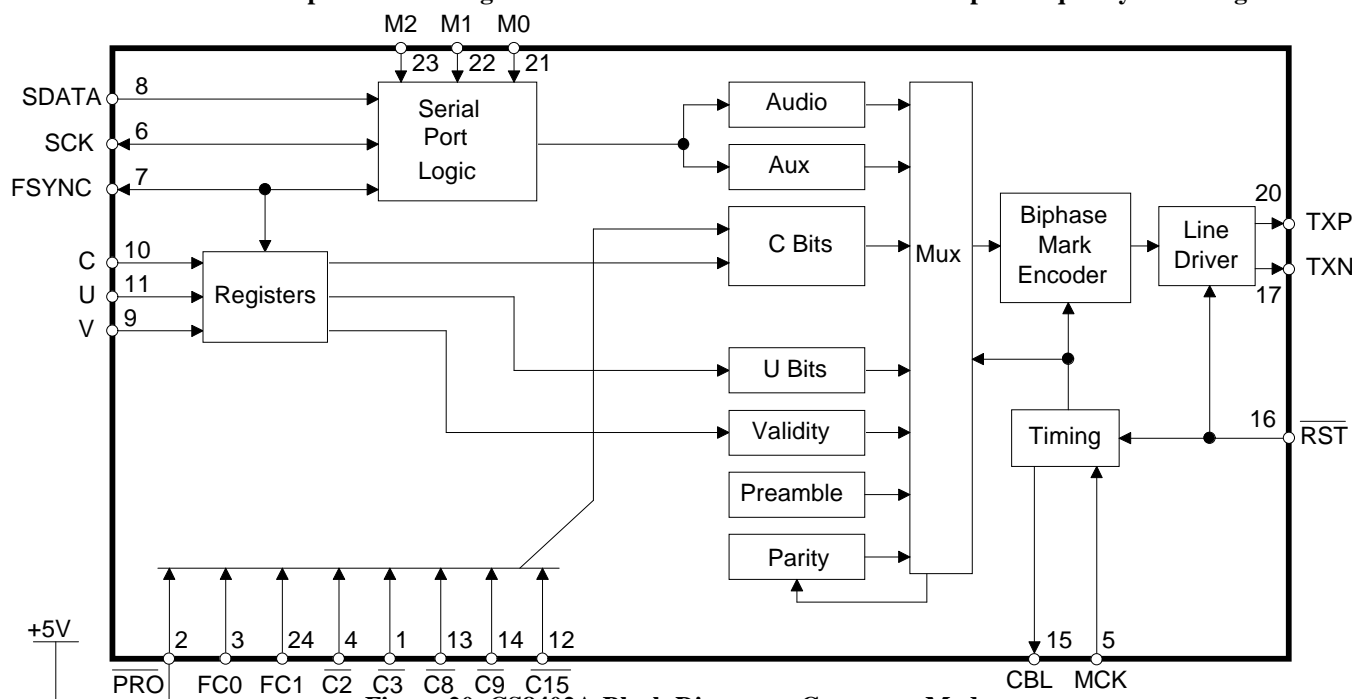 M2 M1 M0
23 22 21
SDATA 8
SCK 6
FSYNC 7
C 10
U 11
V 9
Serial
Port
Logic
Registers
Audio
Aux
C Bits
U Bits
Validity
Preamble
Parity
Mux
Biphase
Mark
Encoder
Line
Driver
20 TXP
TXN
17
Timing
16 RST
+5V
2 3 24 4 1 13 14 12
PRO FC0 FC1 C2 C3 C8 C9 C15
15 5
CBL MCK